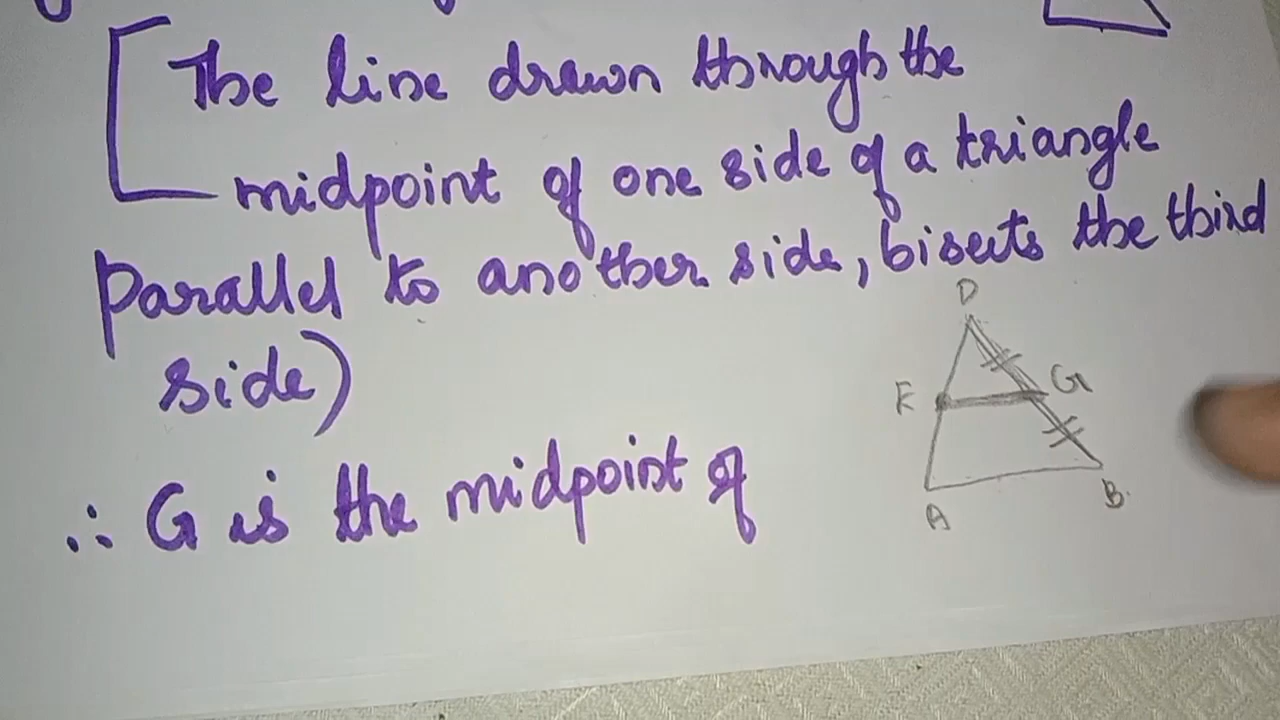 [The line drawn through the
midpoint of one side of a triangle
parallel to another side, bisects the third
side)
∴ G is the midpoint of
D
E
G
A
B